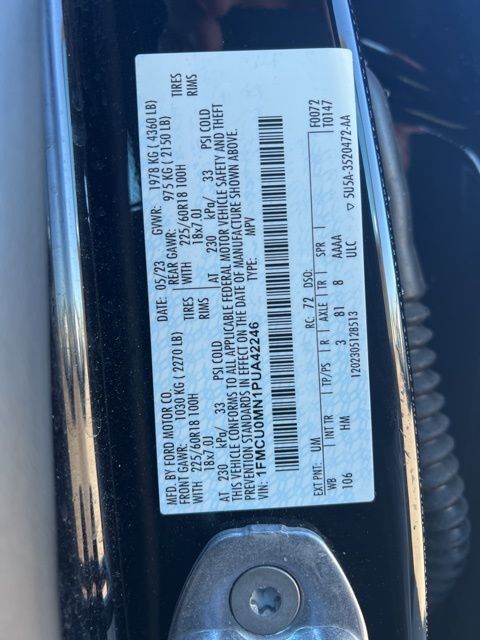 MFD. BY FORD MOTOR CO.
DATE: 05/23 GVWR: 1978 KG ( 4360 LB)
FRONT GAWR: 1030 KG ( 2270 LB) REAR GAWR: 975 KG ( 2150 LB)
WITH 225/60R18 100H TIRES WITH 225/60R18 100H TIRES
18x7.0J RIMS 18x7.0J RIMS
AT 230 kPa/ 33 PSI COLD AT 230 kPa/ 33 PSI COLD
THIS VEHICLE CONFORMS TO ALL APPLICABLE FEDERAL MOTOR VEHICLE SAFETY AND THEFT
PREVENTION STANDARDS IN EFFECT ON THE DATE OF MANUFACTURE SHOWN ABOVE.
VIN: 1FMCU0MN1PUA42246 TYPE: MPV
F0072
T0147
EXT PNT: UM RC: 72 DSO:
WB INT TR TP/PS R AXLE TR SPR
106 HM 3 81 8 AAAA
ULC
1202305128513 ▽ 5U5A-3520472-AA